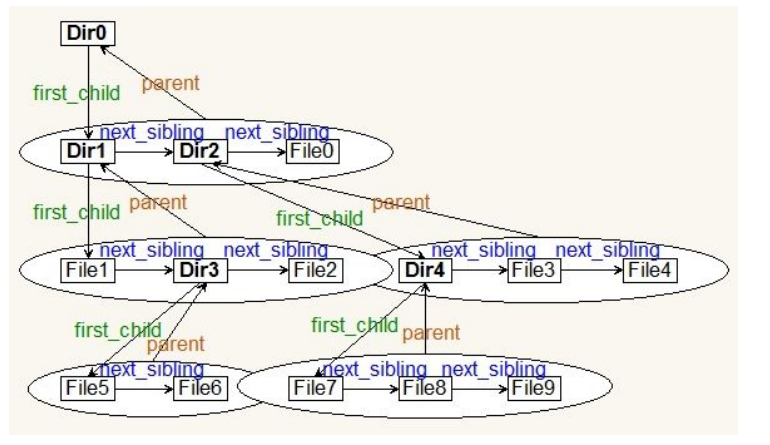 Dir0
first_child parent
next_sibling next_sibling
Dir1 Dir2 File0
first_child parent first_child parent
next_sibling next_sibling next_sibling next_sibling
File1 Dir3 File2 Dir4 File3 File4
first_child parent first_child parent
next_sibling next_sibling next_sibling
File5 File6 File7 File8 File9